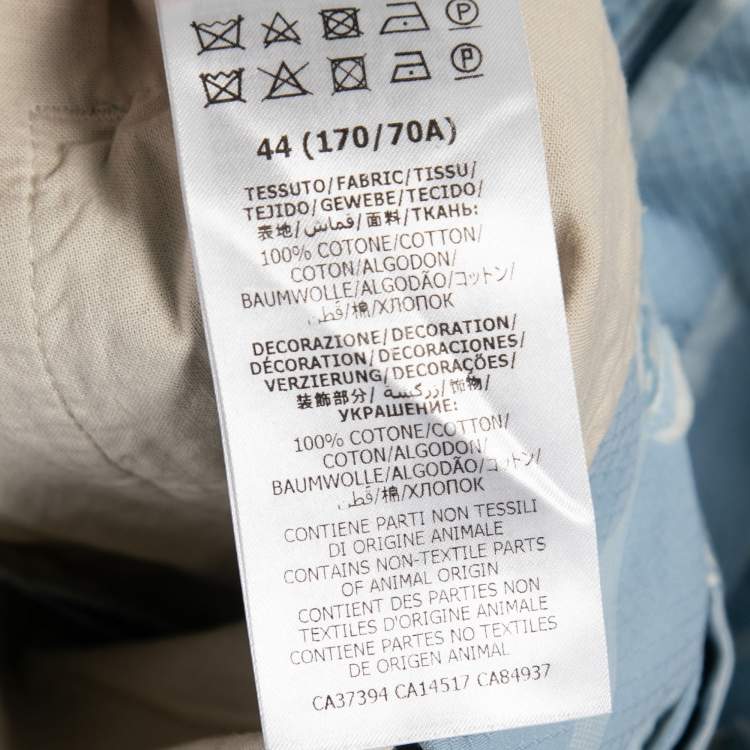 P
P
44 (170/70A)
TESSUTO/FABRIC/TISSU/
TEJIDO/GEWEBE/TECIDO/
表地/قماش/面料/ТКАНЬ:
100% COTONE/COTTON/
COTON/ALGODON/
BAUMWOLLE/ALGODÃO/コットン/
قطن/棉/ХЛОПОК
DECORAZIONE/DECORATION/
DÉCORATION/DECORACIONES/
VERZIERUNG/DECORAÇÕES/
装飾部分/زركشة/饰物/
УКРАШЕНИЕ:
100% COTONE/COTTON/
COTON/ALGODON/
BAUMWOLLE/ALGODÃO/コットン/
قطن/棉/ХЛОПОК
CONTIENE PARTI NON TESSILI
DI ORIGINE ANIMALE
CONTAINS NON-TEXTILE PARTS
OF ANIMAL ORIGIN
CONTIENT DES PARTIES NON
TEXTILES D'ORIGINE ANIMALE
CONTIENE PARTES NO TEXTILES
DE ORIGEN ANIMAL
CA37394 CA14517 CA84937